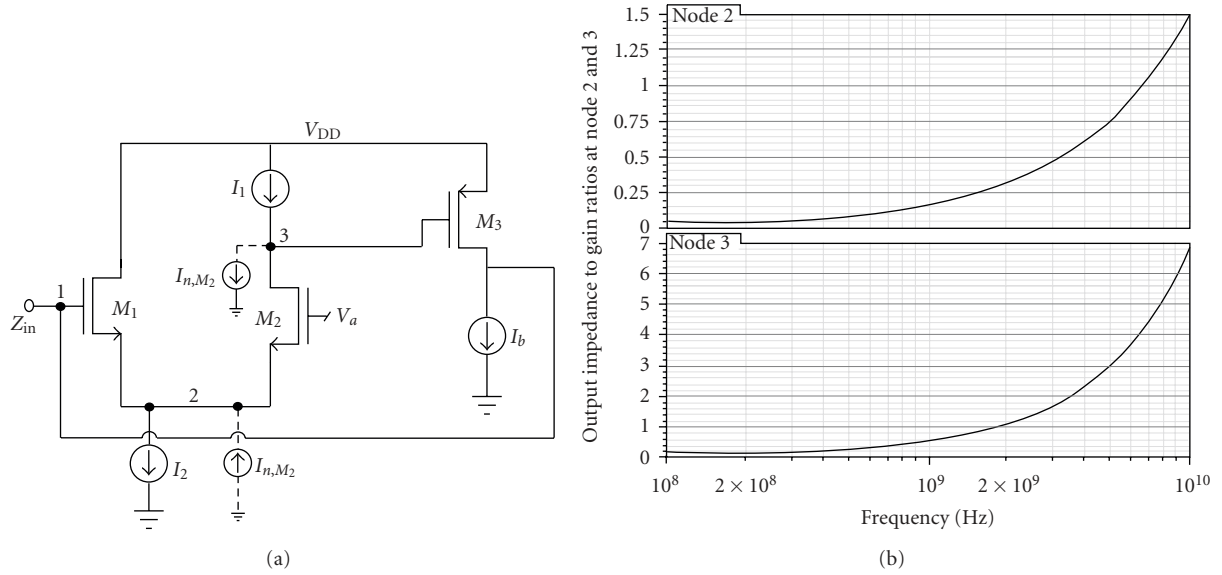 V_DD
I_1
3
I_n,M_2
M_3
1
Z_in
M_1
M_2
V_a
I_b
2
I_2
I_n,M_2
(a)
Output impedance to gain ratios at node 2 and 3
Node 2
1.5
1.25
1
0.75
0.5
0.25
0
Node 3
7
6
5
4
3
2
1
0
10^8 2 × 10^8 10^9 2 × 10^9 10^10
Frequency (Hz)
(b)